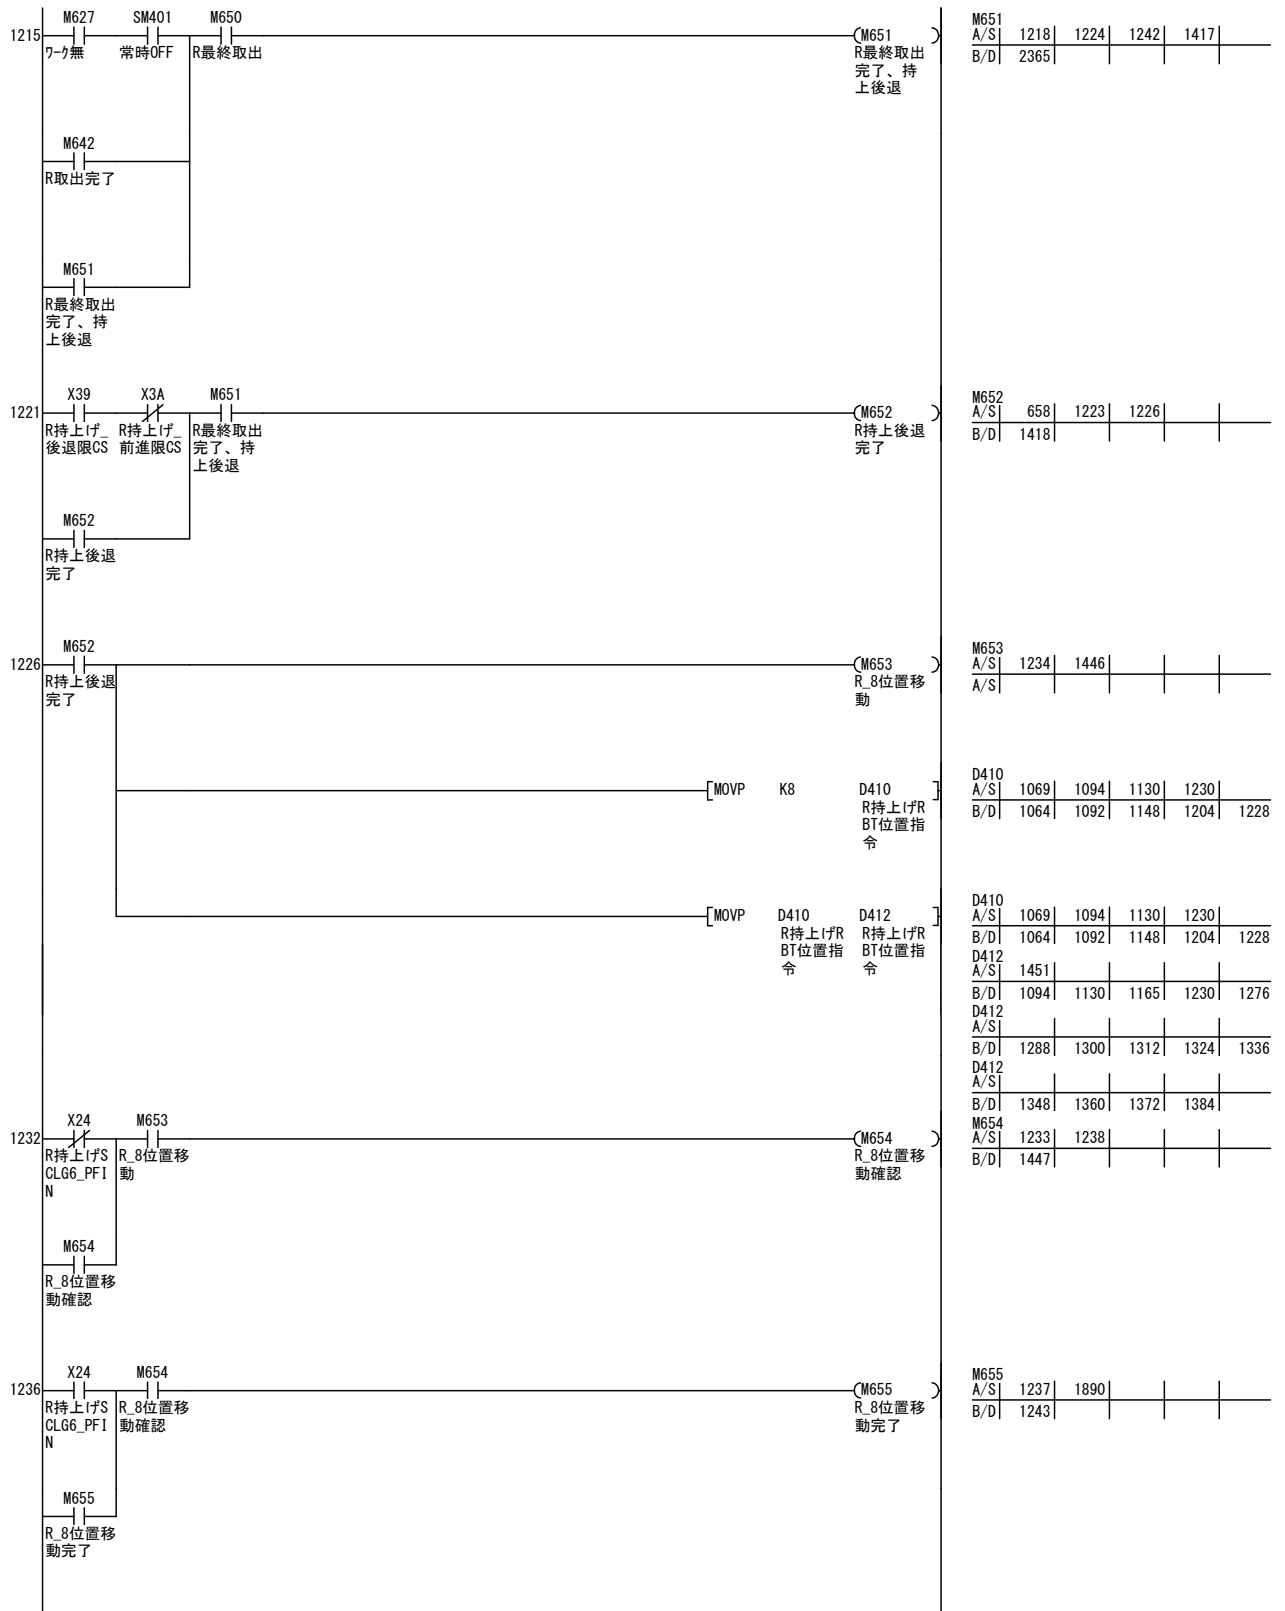 M627 SM401 M650
1215 (M651 )
ワーク無 常時OFF R最終取出 R最終取出
完了、持
上後退
M651
A/S 1218 1224 1242 1417
B/D 2365
M642
R取出完了
M651
R最終取出
完了、持
上後退
X39 X3A M651
1221 (M652 )
R持上げ_ R持上げ_ R最終取出 R持上後退
後退限CS 前進限CS 完了、持 完了
上後退
M652
A/S 658 1223 1226
B/D 1418
M652
R持上後退
完了
M652
1226 (M653 )
R持上後退 R_8位置移
完了 動
M653
A/S 1234 1446
A/S
[MOVP K8 D410 ]
R持上げR
BT位置指
令
D410
A/S 1069 1094 1130 1230
B/D 1064 1092 1148 1204 1228
[MOVP D410 D412 ]
R持上げR R持上げR
BT位置指 BT位置指
令 令
D410
A/S 1069 1094 1130 1230
B/D 1064 1092 1148 1204 1228
D412
A/S 1451
B/D 1094 1130 1165 1230 1276
D412
A/S
B/D 1288 1300 1312 1324 1336
D412
A/S
B/D 1348 1360 1372 1384
X24 M653
1232 (M654 )
R持上げS R_8位置移 R_8位置移
CLG6_PFI 動 動確認
N
M654
A/S 1233 1238
B/D 1447
M654
R_8位置移
動確認
X24 M654
1236 (M655 )
R持上げS R_8位置移 R_8位置移
CLG6_PFI 動確認 動完了
N
M655
A/S 1237 1890
B/D 1243
M655
R_8位置移
動完了